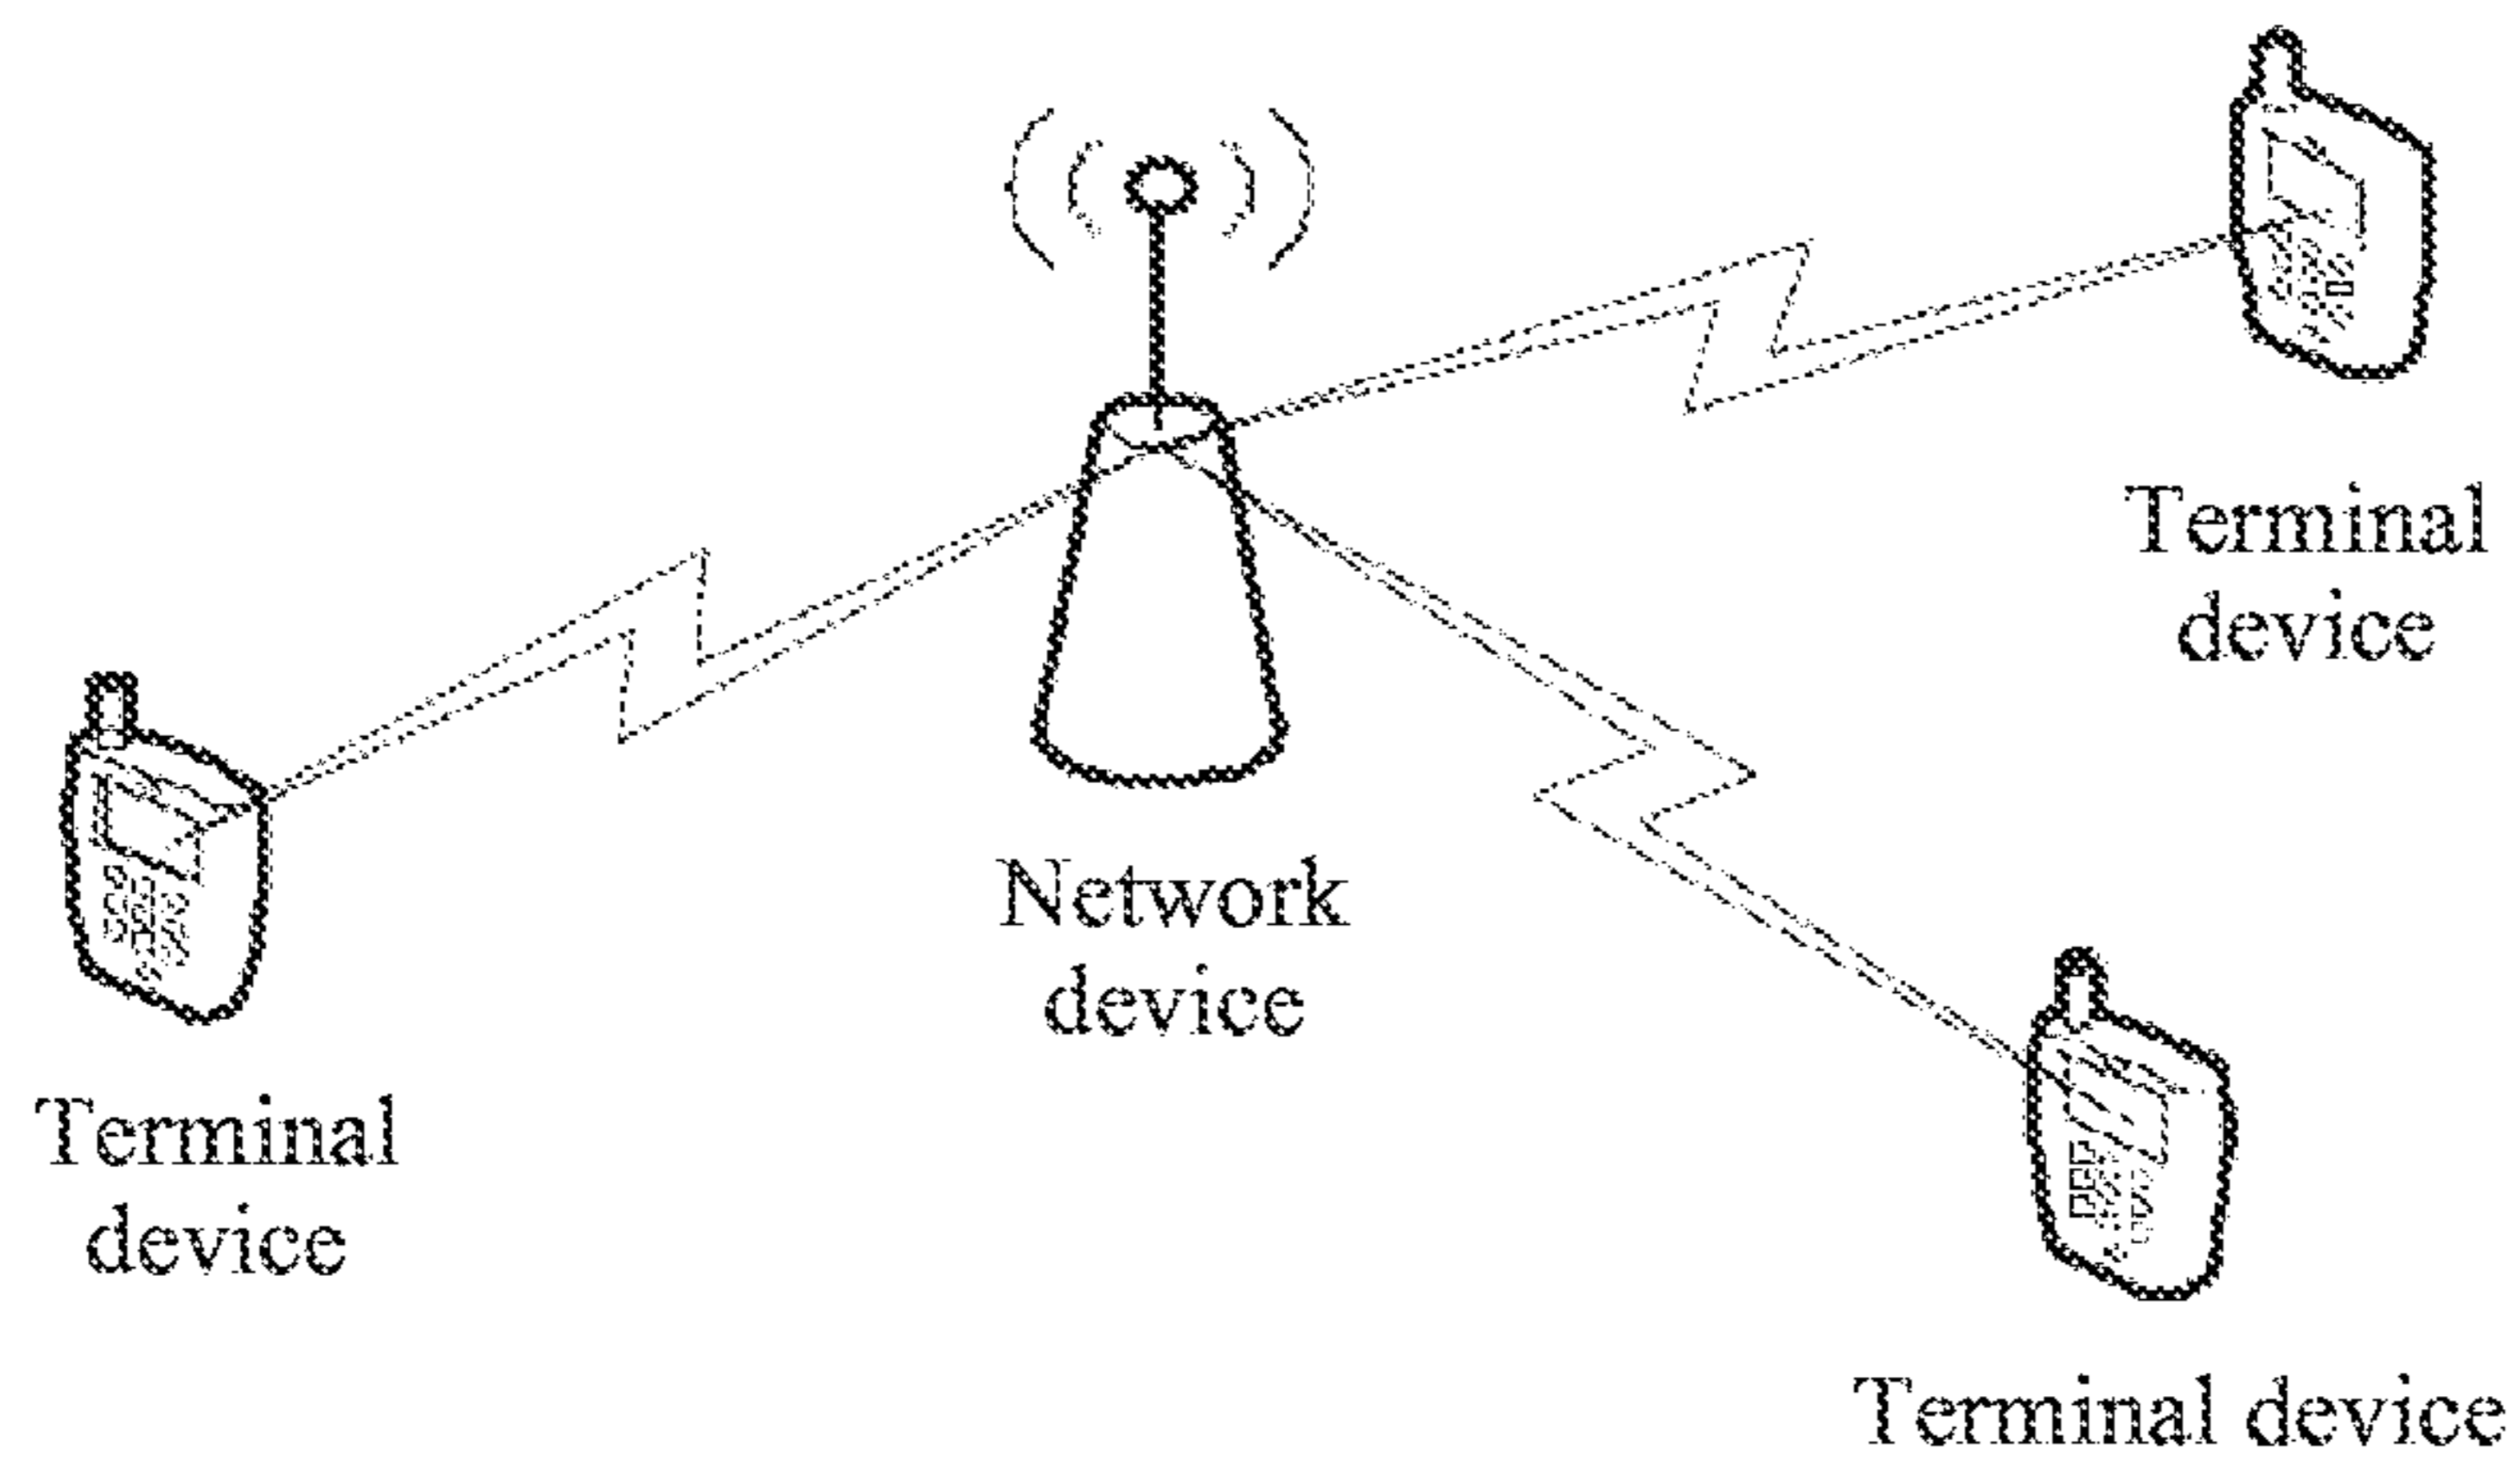 Terminal
device
Network
device
Terminal
device
Terminal device